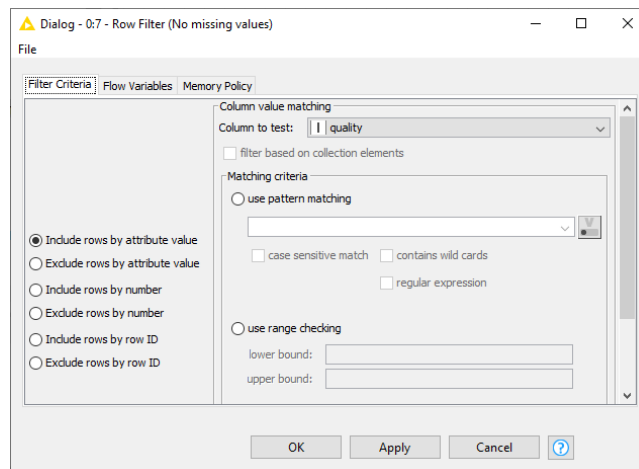 Dialog - 0:7 - Row Filter (No missing values)
File
Filter Criteria Flow Variables Memory Policy
Column value matching
Column to test: I quality
filter based on collection elements
Matching criteria
use pattern matching
V
case sensitive match contains wild cards
regular expression
use range checking
lower bound:
upper bound:
Include rows by attribute value
Exclude rows by attribute value
Include rows by number
Exclude rows by number
Include rows by row ID
Exclude rows by row ID
OK Apply Cancel ?